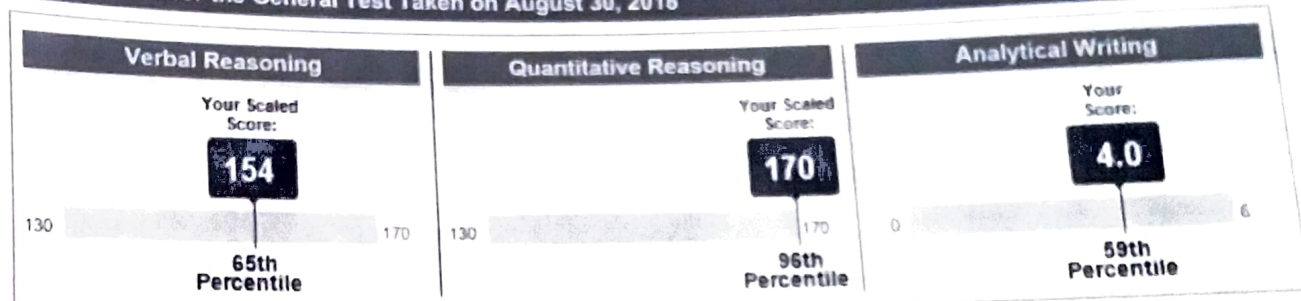 the General Test Taken on August 30, 2018
Verbal Reasoning
Your Scaled
Score:
154
130
170
65th
Percentile
Quantitative Reasoning
Your Scaled
Score:
170
130
170
96th
Percentile
Analytical Writing
Your
Score:
4.0
0
6
59th
Percentile